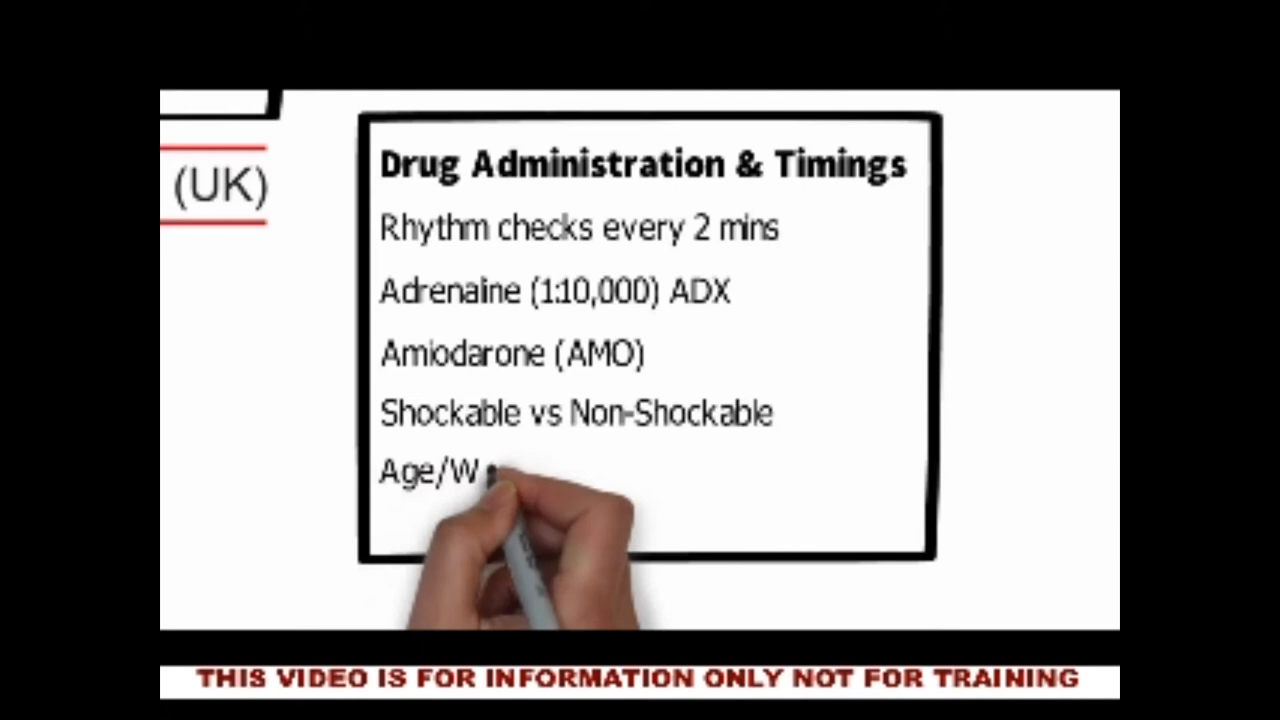 (UK)
Drug Administration & Timings
Rhythm checks every 2 mins
Adrenaine (1:10,000) ADX
Amiodarone (AMO)
Shockable vs Non-Shockable
Age/W
THIS VIDEO IS FOR INFORMATION ONLY NOT FOR TRAINING